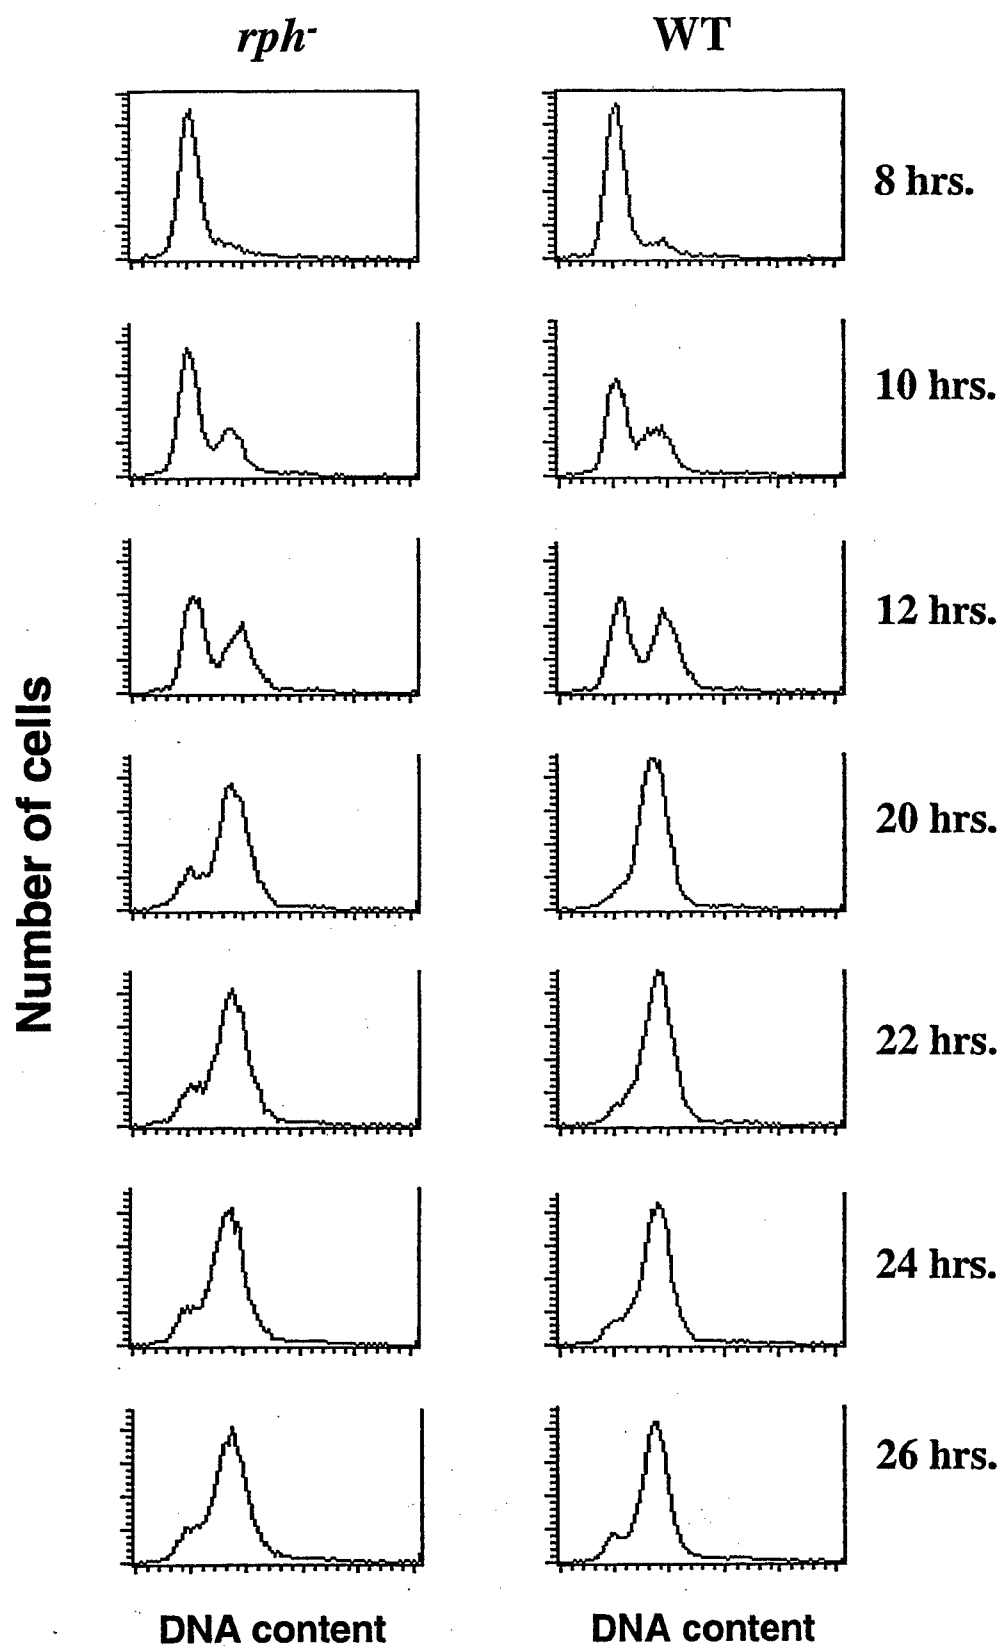 rph- WT
8 hrs.
10 hrs.
12 hrs.
Number of cells
20 hrs.
22 hrs.
24 hrs.
26 hrs.
DNA content DNA content